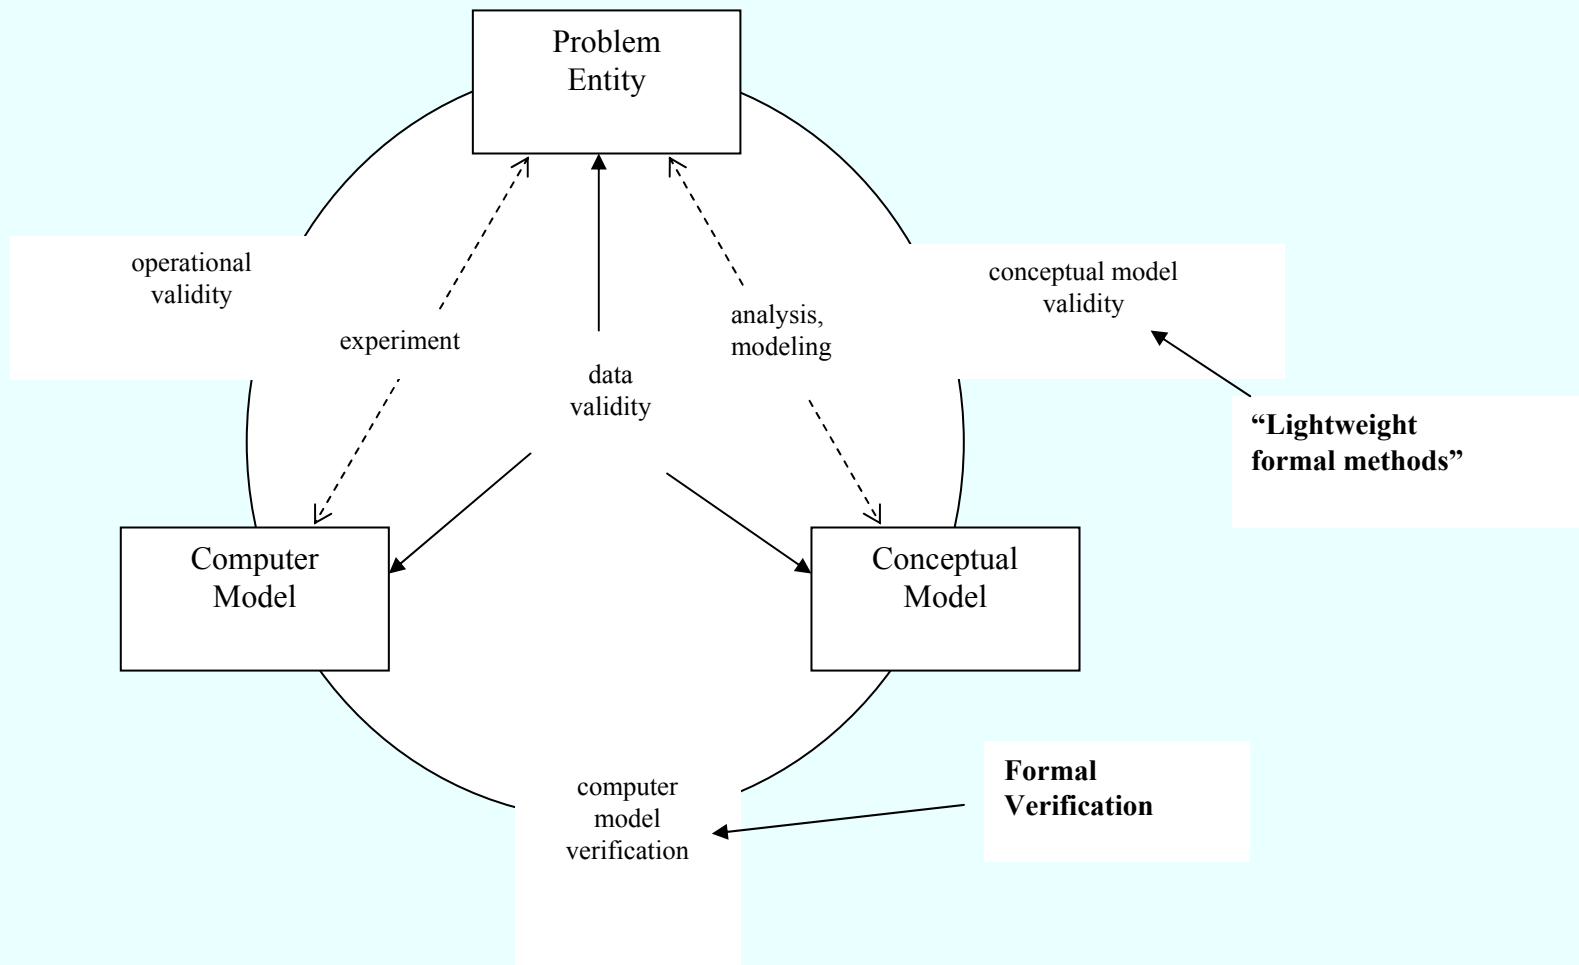 Problem
Entity
operational
validity
conceptual model
validity
experiment
analysis,
modeling
data
validity
“Lightweight
formal methods”
Computer
Model
Conceptual
Model
computer
model
verification
Formal
Verification